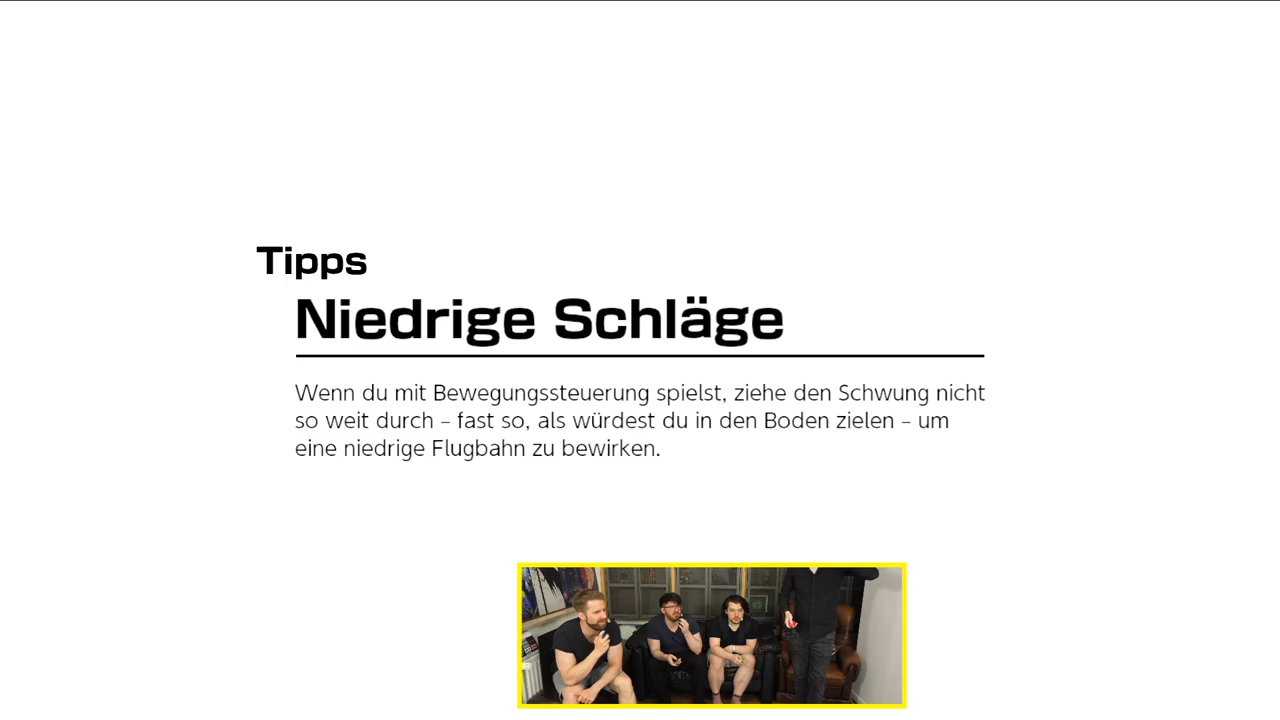 Tipps
Niedrige Schläge
Wenn du mit Bewegungssteuerung spielst, ziehe den Schwung nicht
so weit durch – fast so, als würdest du in den Boden zielen – um
eine niedrige Flugbahn zu bewirken.